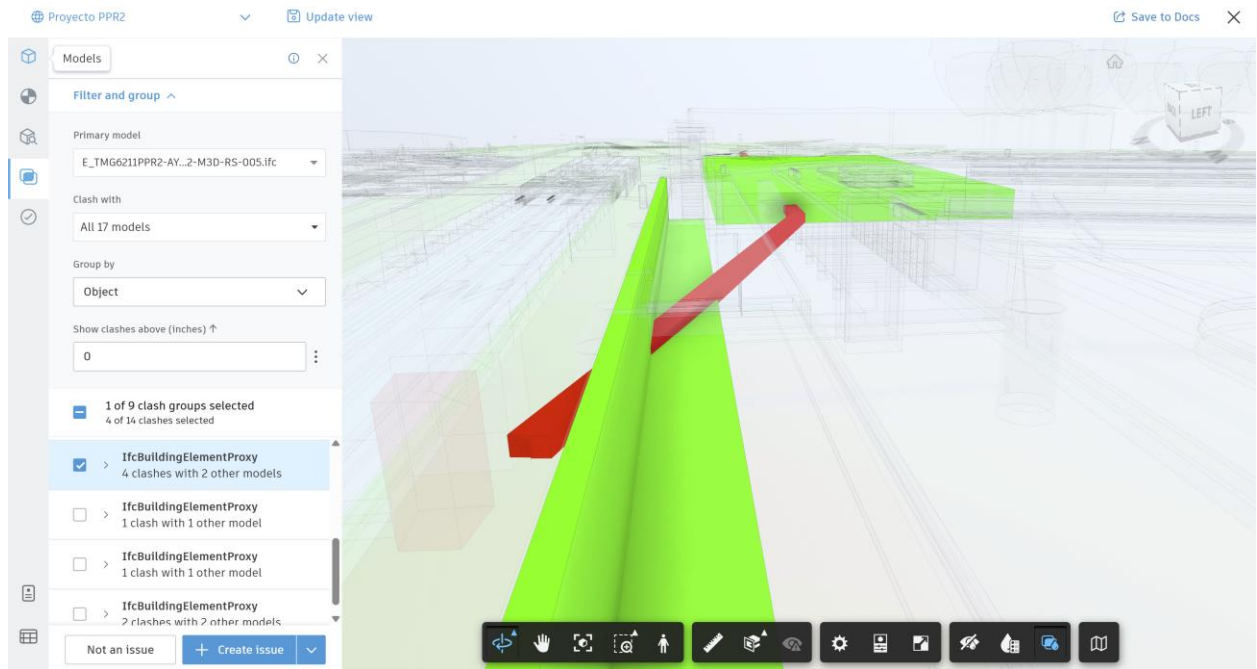 Proyecto PPR2
Update view
Save to Docs
Models
Filter and group
Primary model
E_TMG6211PPR2-AY...2-M3D-RS-005.ifc
Clash with
All 17 models
Group by
Object
Show clashes above (inches) ↑
0
1 of 9 clash groups selected
4 of 14 clashes selected
IfcBuildingElementProxy
4 clashes with 2 other models
IfcBuildingElementProxy
1 clash with 1 other model
IfcBuildingElementProxy
1 clash with 1 other model
IfcBuildingElementProxy
2 clashes with 2 other models
Not an issue
+ Create issue
LEFT